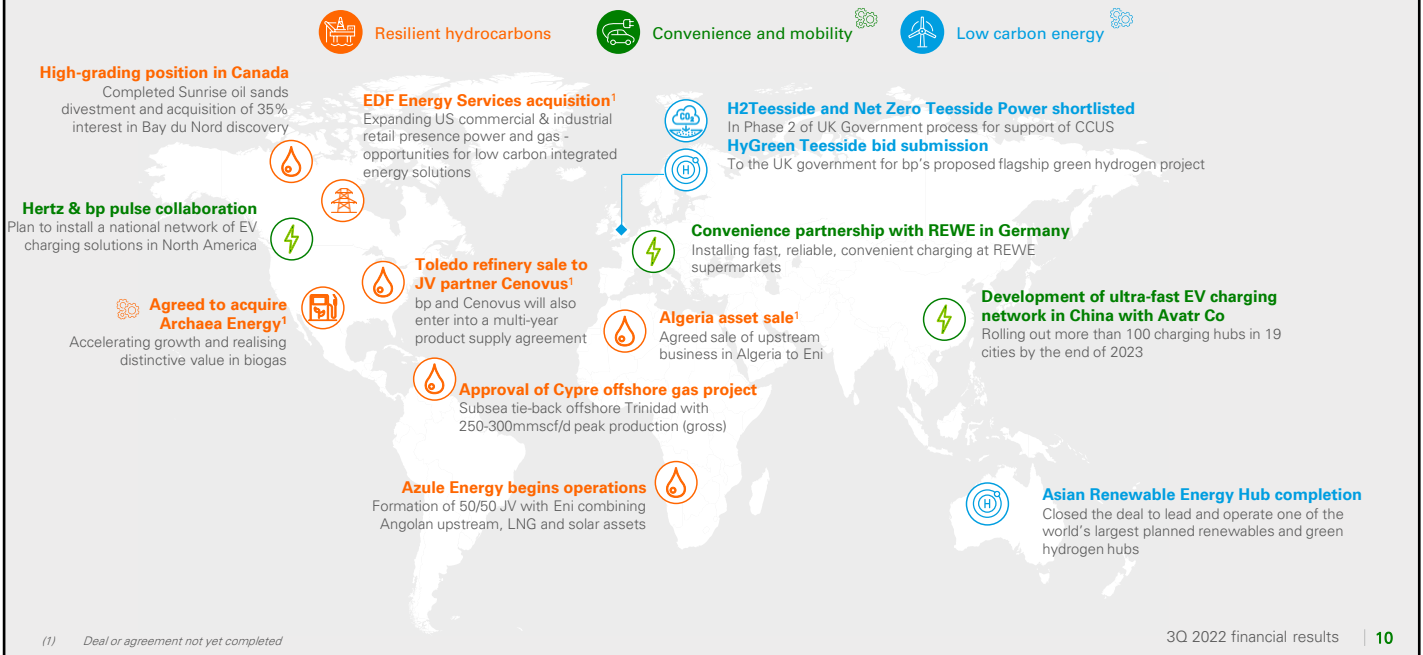 Resilient hydrocarbons
Convenience and mobility
Low carbon energy
High-grading position in Canada
Completed Sunrise oil sands
divestment and acquisition of 35%
interest in Bay du Nord discovery
EDF Energy Services acquisition¹
Expanding US commercial & industrial
retail presence power and gas -
opportunities for low carbon integrated
energy solutions
CO₂
H2Teesside and Net Zero Teesside Power shortlisted
In Phase 2 of UK Government process for support of CCUS
H
HyGreen Teesside bid submission
To the UK government for bp's proposed flagship green hydrogen project
Hertz & bp pulse collaboration
Plan to install a national network of EV
charging solutions in North America
Convenience partnership with REWE in Germany
Installing fast, reliable, convenient charging at REWE
supermarkets
Toledo refinery sale to
JV partner Cenovus¹
bp and Cenovus will also
enter into a multi-year
product supply agreement
Agreed to acquire
Archaea Energy¹
Accelerating growth and realising
distinctive value in biogas
Algeria asset sale¹
Agreed sale of upstream
business in Algeria to Eni
Development of ultra-fast EV charging
network in China with Avatr Co
Rolling out more than 100 charging hubs in 19
cities by the end of 2023
Approval of Cypre offshore gas project
Subsea tie-back offshore Trinidad with
250-300mmscf/d peak production (gross)
Azule Energy begins operations
Formation of 50/50 JV with Eni combining
Angolan upstream, LNG and solar assets
H
Asian Renewable Energy Hub completion
Closed the deal to lead and operate one of the
world's largest planned renewables and green
hydrogen hubs
(1) Deal or agreement not yet completed
3Q 2022 financial results | 10